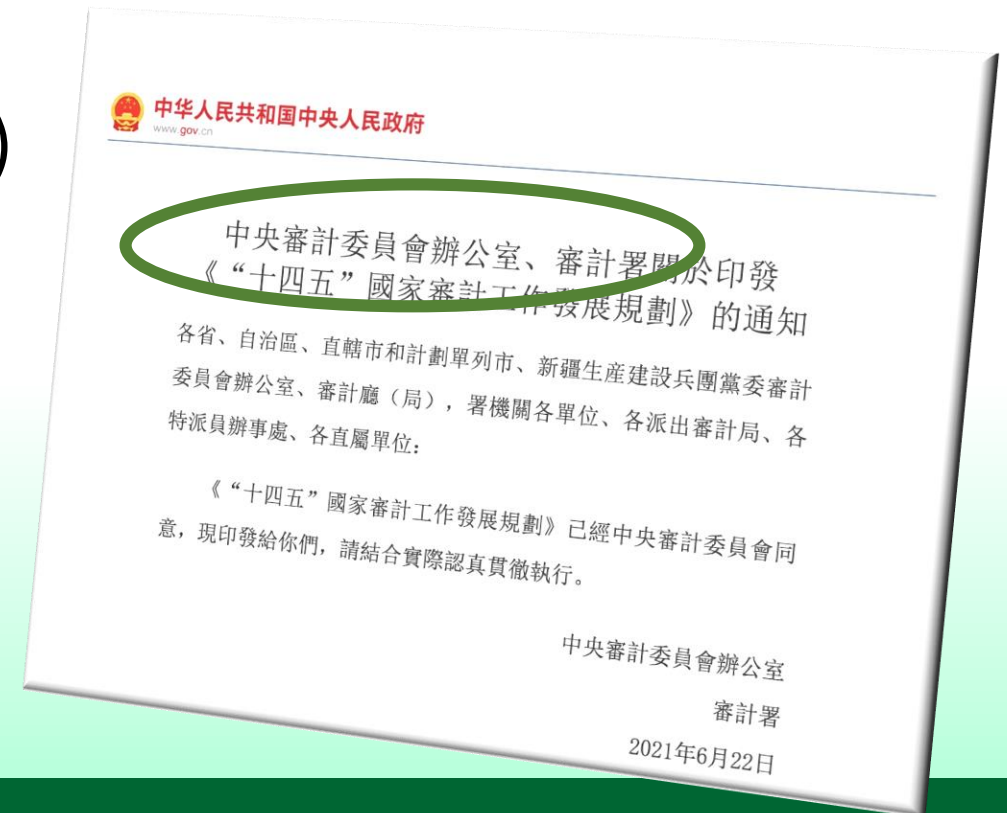 )
中华人民共和国中央人民政府
www.gov.cn
中央審計委員會辦公室、審計署關於印發
《“十四五”國家審計工作發展規劃》的通知
各省、自治區、直轄市和計劃單列市、新疆生産建設兵團黨委審計
委員會辦公室、審計廳（局），署機關各單位、各派出審計局、各
特派員辦事處、各直屬單位：
《“十四五”國家審計工作發展規劃》已經中央審計委員會同
意，現印發給你們，請結合實際認真貫徹執行。
中央審計委員會辦公室
審計署
2021年6月22日